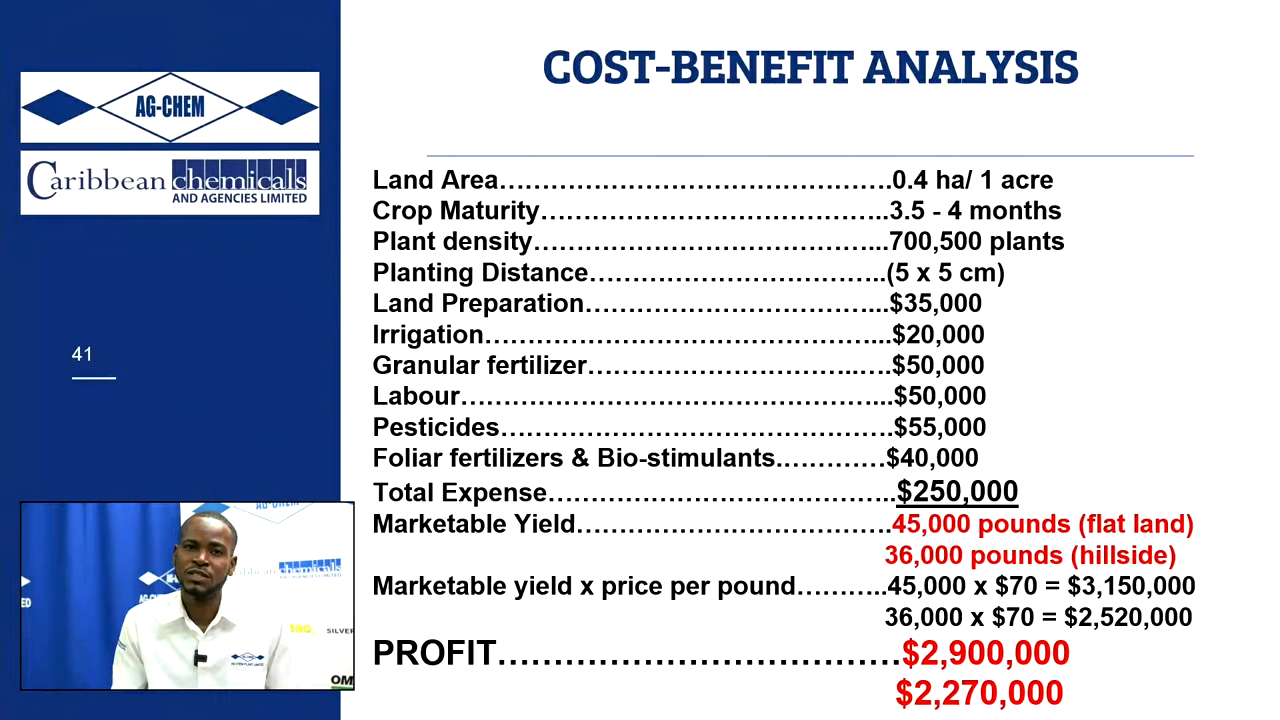 COST-BENEFIT ANALYSIS
AG-CHEM
Caribbean chemicals
AND AGENCIES LIMITED
41
Land Area…………………………………….0.4 ha/ 1 acre
Crop Maturity………………………………...3.5 - 4 months
Plant density………………………………...700,500 plants
Planting Distance…………………………..(5 x 5 cm)
Land Preparation…………………………...$35,000
Irrigation……………………………………...$20,000
Granular fertilizer………………………..….$50,000
Labour………………………………………...$50,000
Pesticides…………………………………….$55,000
Foliar fertilizers & Bio-stimulants.…………$40,000
Total Expense………………………………..$250,000
Marketable Yield…………………………….45,000 pounds (flat land)
36,000 pounds (hillside)
Marketable yield x price per pound………..45,000 x $70 = $3,150,000
36,000 x $70 = $2,520,000
PROFIT………………………………$2,900,000
$2,270,000
chemicals
SILVER
OM